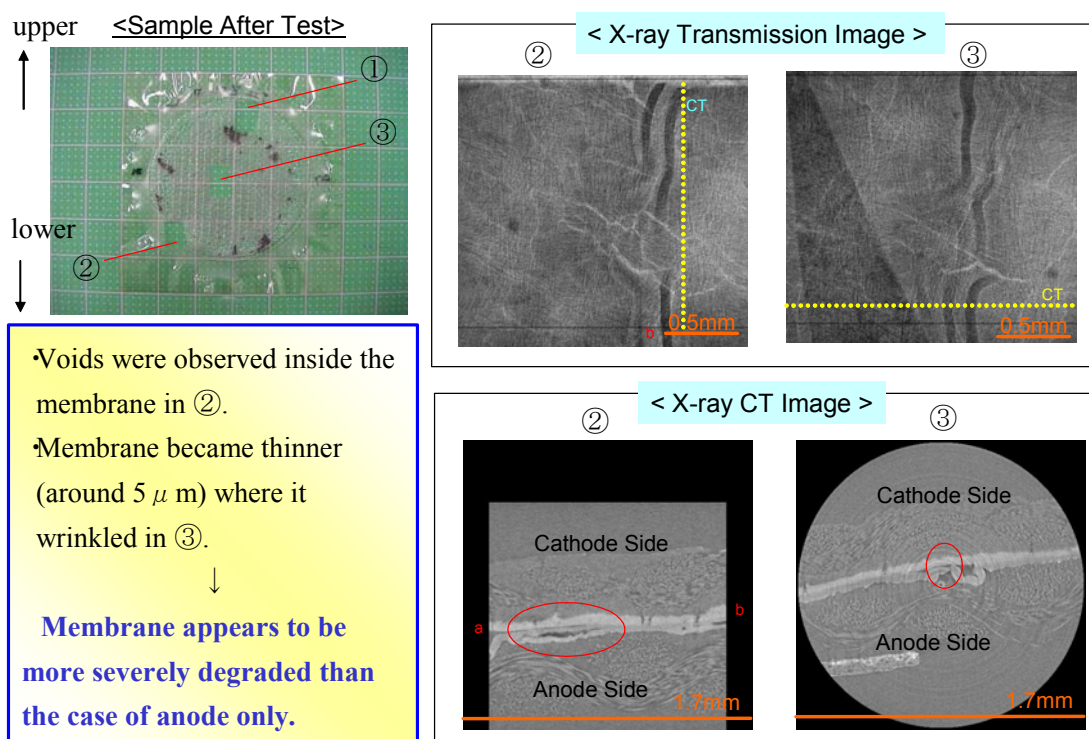 <Sample After Test>
upper
①
③
lower
②
・Voids were observed inside the
membrane in ②.
・Membrane became thinner
(around 5 μ m) where it
wrinkled in ③.
↓
Membrane appears to be
more severely degraded than
the case of anode only.
< X-ray Transmission Image >
②
CT
0.5mm
b
③
CT
0.5mm
< X-ray CT Image >
②
Cathode Side
a
b
Anode Side
1.7mm
③
Cathode Side
Anode Side
1.7mm